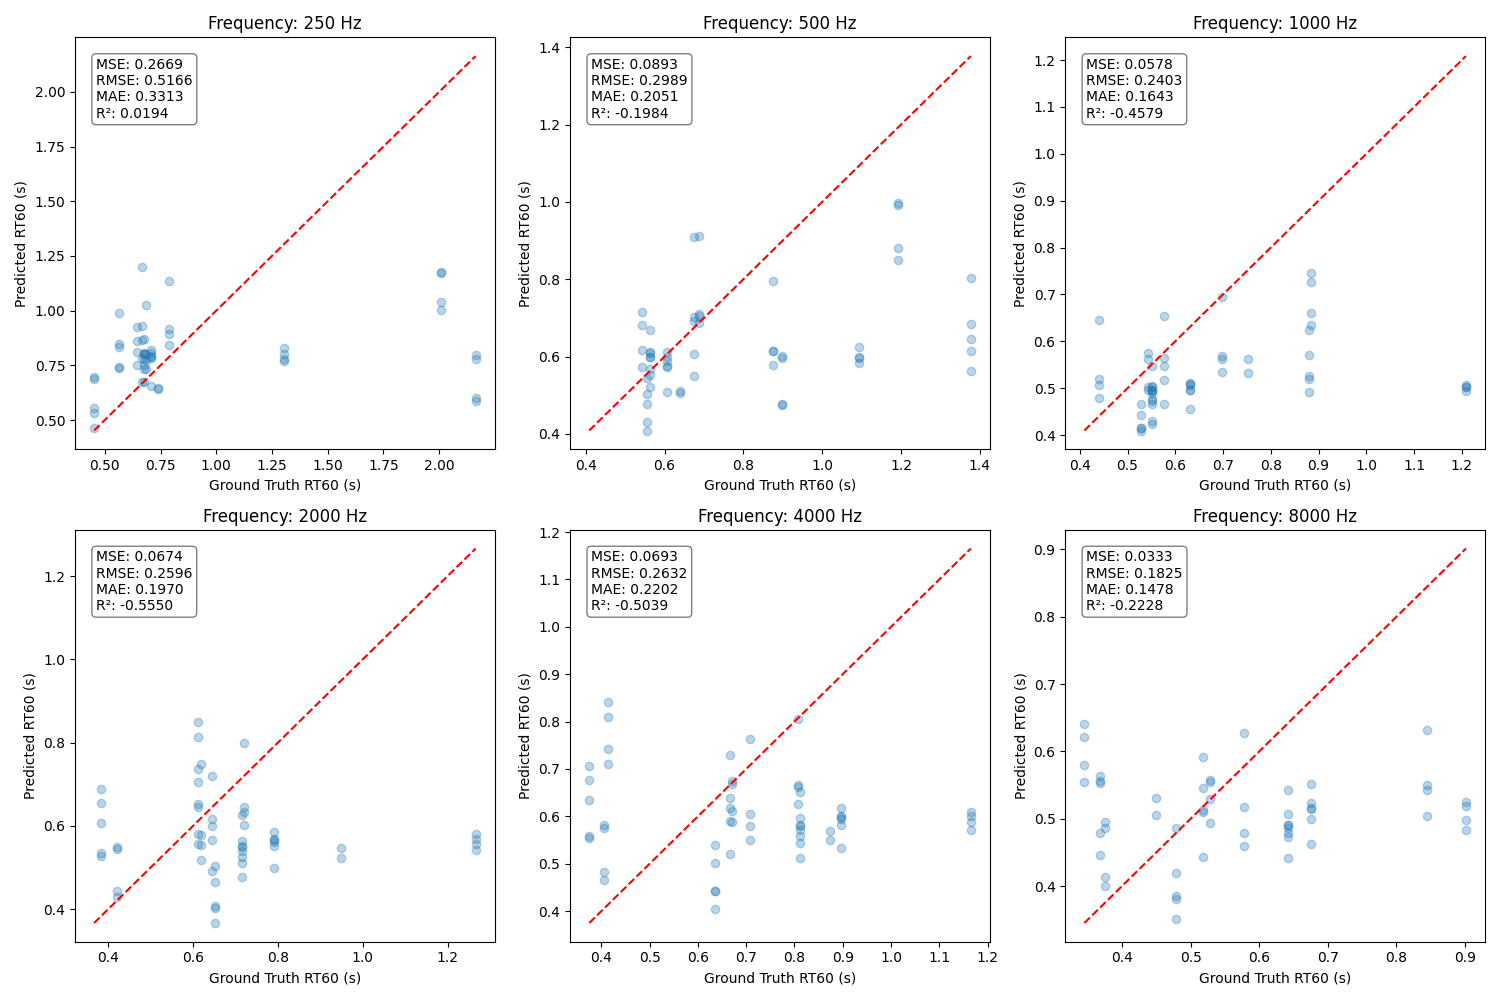 Frequency: 250 Hz
MSE: 0.2669
RMSE: 0.5166
MAE: 0.3313
R²: 0.0194
Predicted RT60 (s)
2.00
1.75
1.50
1.25
1.00
0.75
0.50
0.50 0.75 1.00 1.25 1.50 1.75 2.00
Ground Truth RT60 (s)
Frequency: 500 Hz
MSE: 0.0893
RMSE: 0.2989
MAE: 0.2051
R²: -0.1984
Predicted RT60 (s)
1.4
1.2
1.0
0.8
0.6
0.4
0.4 0.6 0.8 1.0 1.2 1.4
Ground Truth RT60 (s)
Frequency: 1000 Hz
MSE: 0.0578
RMSE: 0.2403
MAE: 0.1643
R²: -0.4579
Predicted RT60 (s)
1.2
1.1
1.0
0.9
0.8
0.7
0.6
0.5
0.4
0.4 0.5 0.6 0.7 0.8 0.9 1.0 1.1 1.2
Ground Truth RT60 (s)
Frequency: 2000 Hz
MSE: 0.0674
RMSE: 0.2596
MAE: 0.1970
R²: -0.5550
Predicted RT60 (s)
1.2
1.0
0.8
0.6
0.4
0.4 0.6 0.8 1.0 1.2
Ground Truth RT60 (s)
Frequency: 4000 Hz
MSE: 0.0693
RMSE: 0.2632
MAE: 0.2202
R²: -0.5039
Predicted RT60 (s)
1.2
1.1
1.0
0.9
0.8
0.7
0.6
0.5
0.4
0.4 0.5 0.6 0.7 0.8 0.9 1.0 1.1 1.2
Ground Truth RT60 (s)
Frequency: 8000 Hz
MSE: 0.0333
RMSE: 0.1825
MAE: 0.1478
R²: -0.2228
Predicted RT60 (s)
0.9
0.8
0.7
0.6
0.5
0.4
0.4 0.5 0.6 0.7 0.8 0.9
Ground Truth RT60 (s)